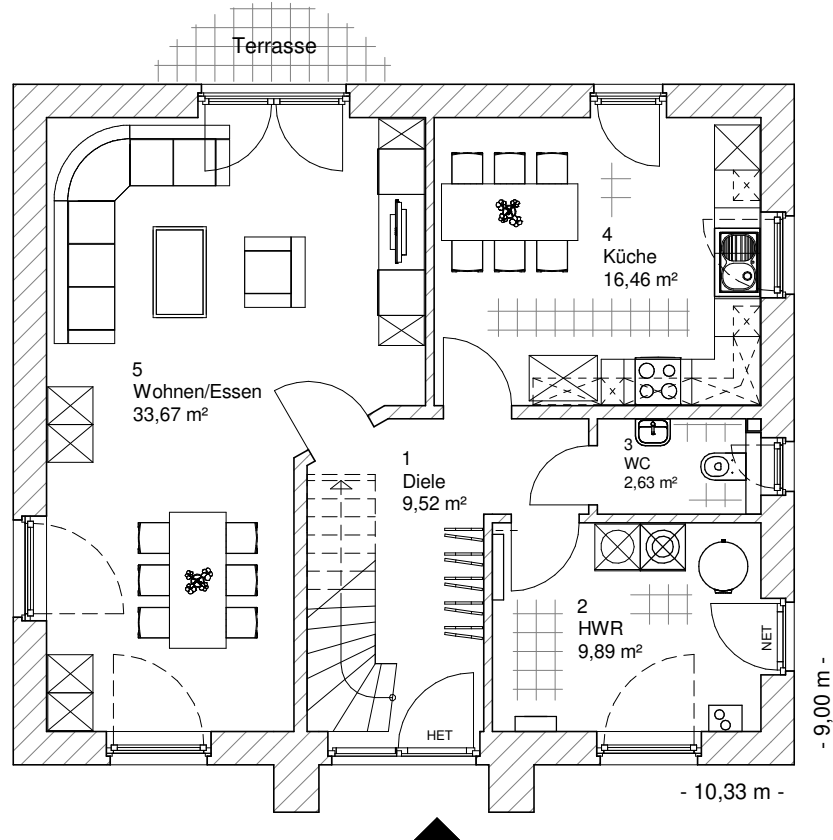 Terrasse
4
Küche
16,46 m²
5
Wohnen/Essen
33,67 m²
1
Diele
9,52 m²
3
WC
2,63 m²
2
HWR
9,89 m²
NET
HET
- 9,00 m -
- 10,33 m -